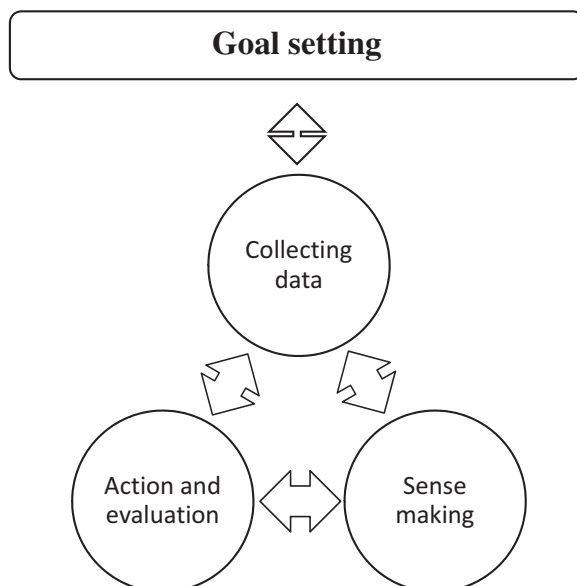 Goal setting
Collecting
data
Action and
evaluation
Sense
making